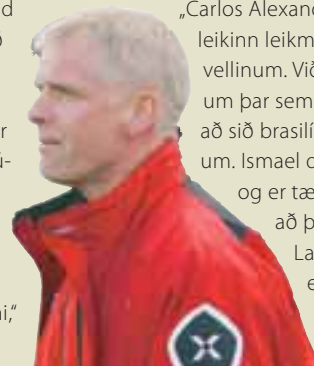 d
ð
r
ú-
i,“
„Carlos Alexand
leikinn leikm
vellinum. Við
um þar sem
að sið brasilí
um. Ismael
og er tæ
að þ
La
e